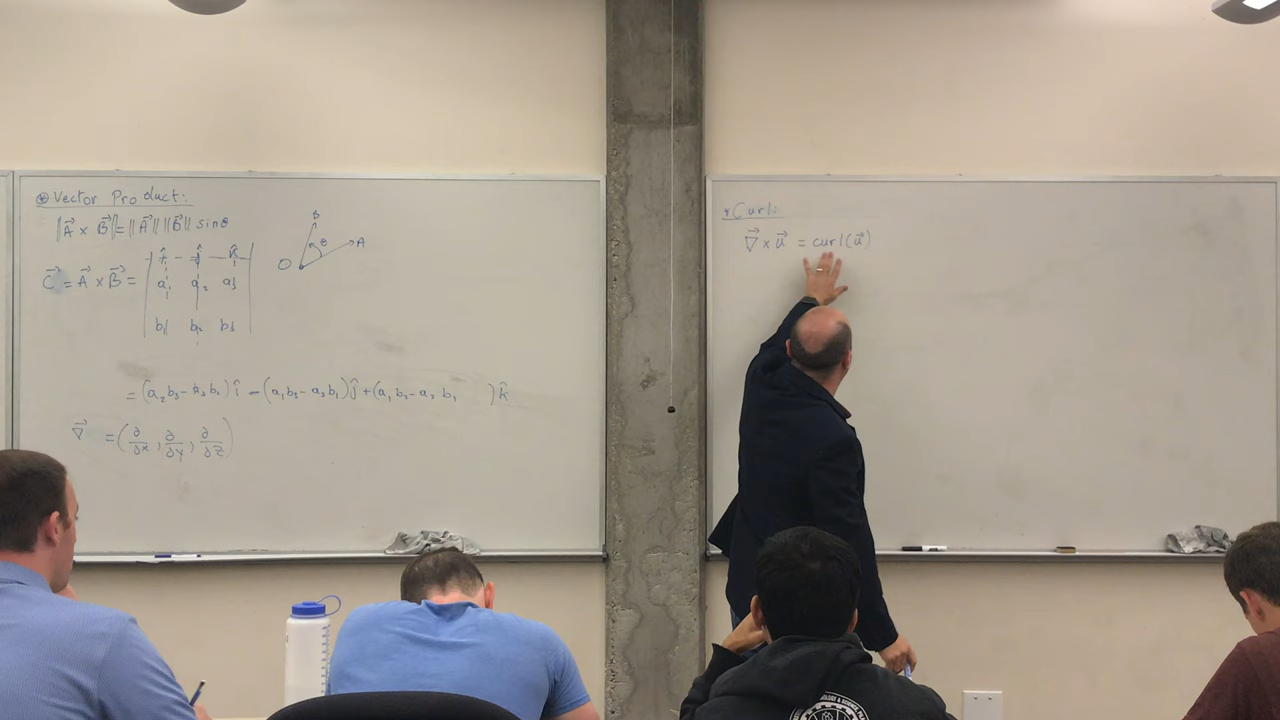 ⊛ Vector Product:
‖A⃗ × B⃗‖ = ‖A⃗‖ ‖B⃗‖ sinθ
B
θ
A
O
î ĵ k̂
C⃗ = A⃗ × B⃗ = a₁ a₂ a₃
b₁ b₂ b₃
= (a₂b₃ - a₃b₂) î - (a₁b₃ - a₃b₁) ĵ + (a₁b₂ - a₂b₁ ) k̂
∇⃗ = (∂/∂x, ∂/∂y, ∂/∂z)
* Curl:
∇⃗ × u⃗ = curl(u⃗)